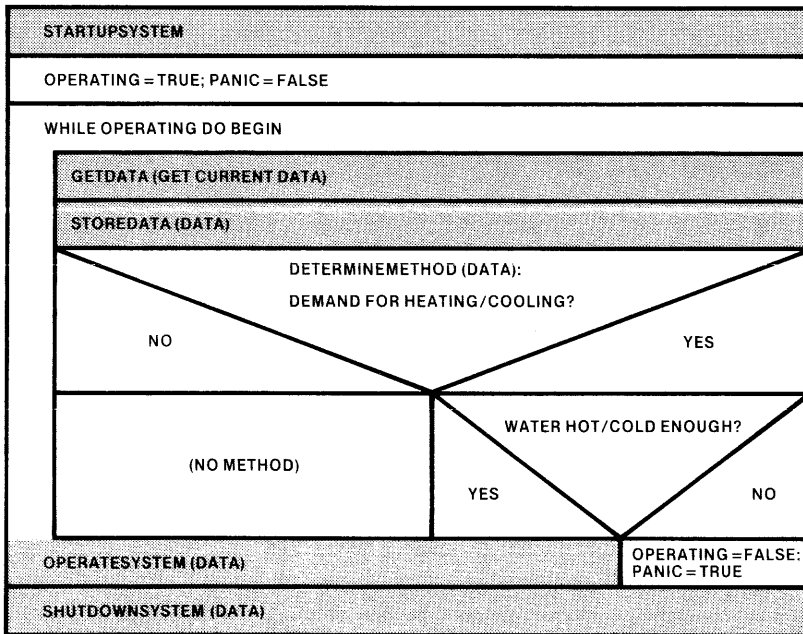 STARTUPSYSTEM
OPERATING = TRUE; PANIC = FALSE
WHILE OPERATING DO BEGIN
GETDATA (GET CURRENT DATA)
STOREDATA (DATA)
DETERMINEMETHOD (DATA):
DEMAND FOR HEATING/COOLING?
NO
YES
WATER HOT/COLD ENOUGH?
(NO METHOD)
YES
NO
OPERATESYSTEM (DATA)
OPERATING = FALSE:
PANIC = TRUE
SHUTDOWNSYSTEM (DATA)